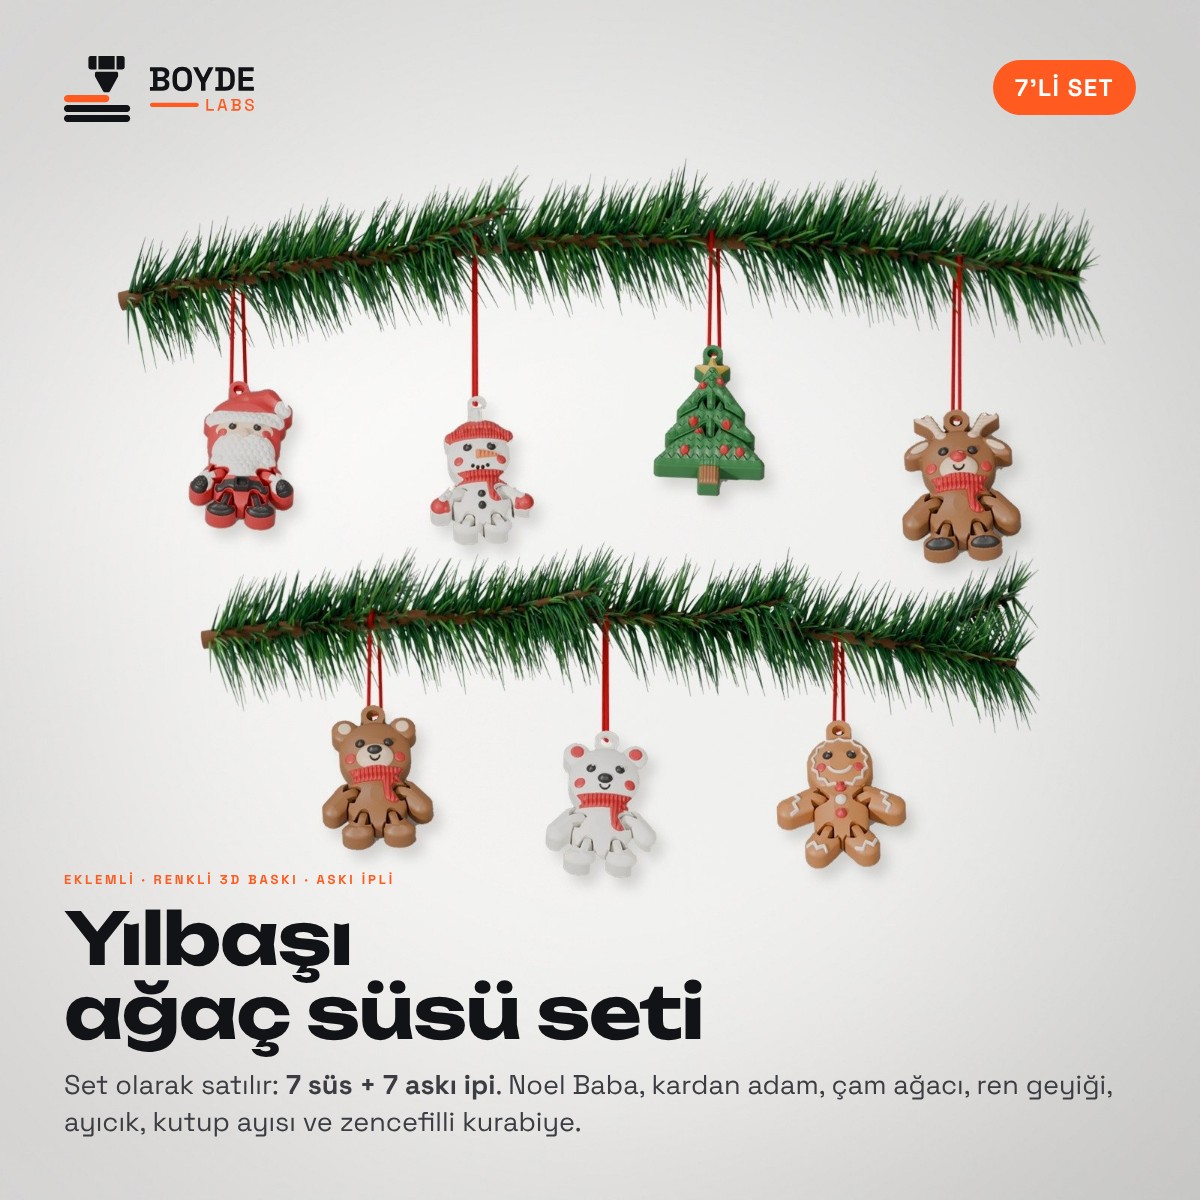 BOYDE
LABS
7'Lİ SET
EKLEMLİ · RENKLİ 3D BASKI · ASKI İPLİ
Yılbaşı
ağaç süsü seti
Set olarak satılır: 7 süs + 7 askı ipi. Noel Baba, kardan adam, çam ağacı, ren geyiği,
ayıcık, kutup ayısı ve zencefilli kurabiye.